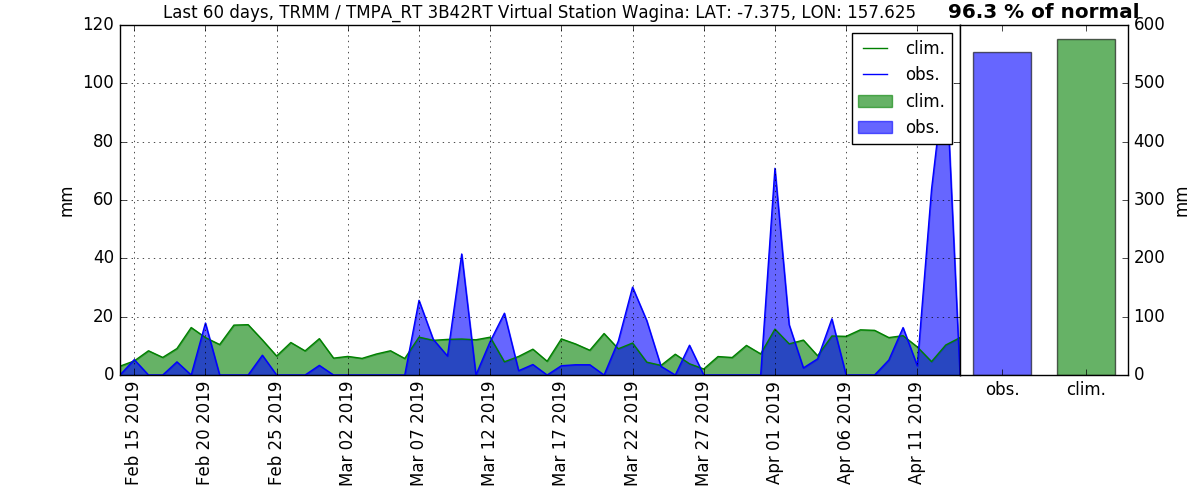 Last 60 days, TRMM / TMPA_RT 3B42RT Virtual Station Wagina: LAT: -7.375, LON: 157.625
96.3 % of normal
120
100
80
60
40
20
0
mm
clim.
obs.
clim.
obs.
600
500
400
300
200
100
0
mm
Feb 15 2019
Feb 20 2019
Feb 25 2019
Mar 02 2019
Mar 07 2019
Mar 12 2019
Mar 17 2019
Mar 22 2019
Mar 27 2019
Apr 01 2019
Apr 06 2019
Apr 11 2019
obs.
clim.